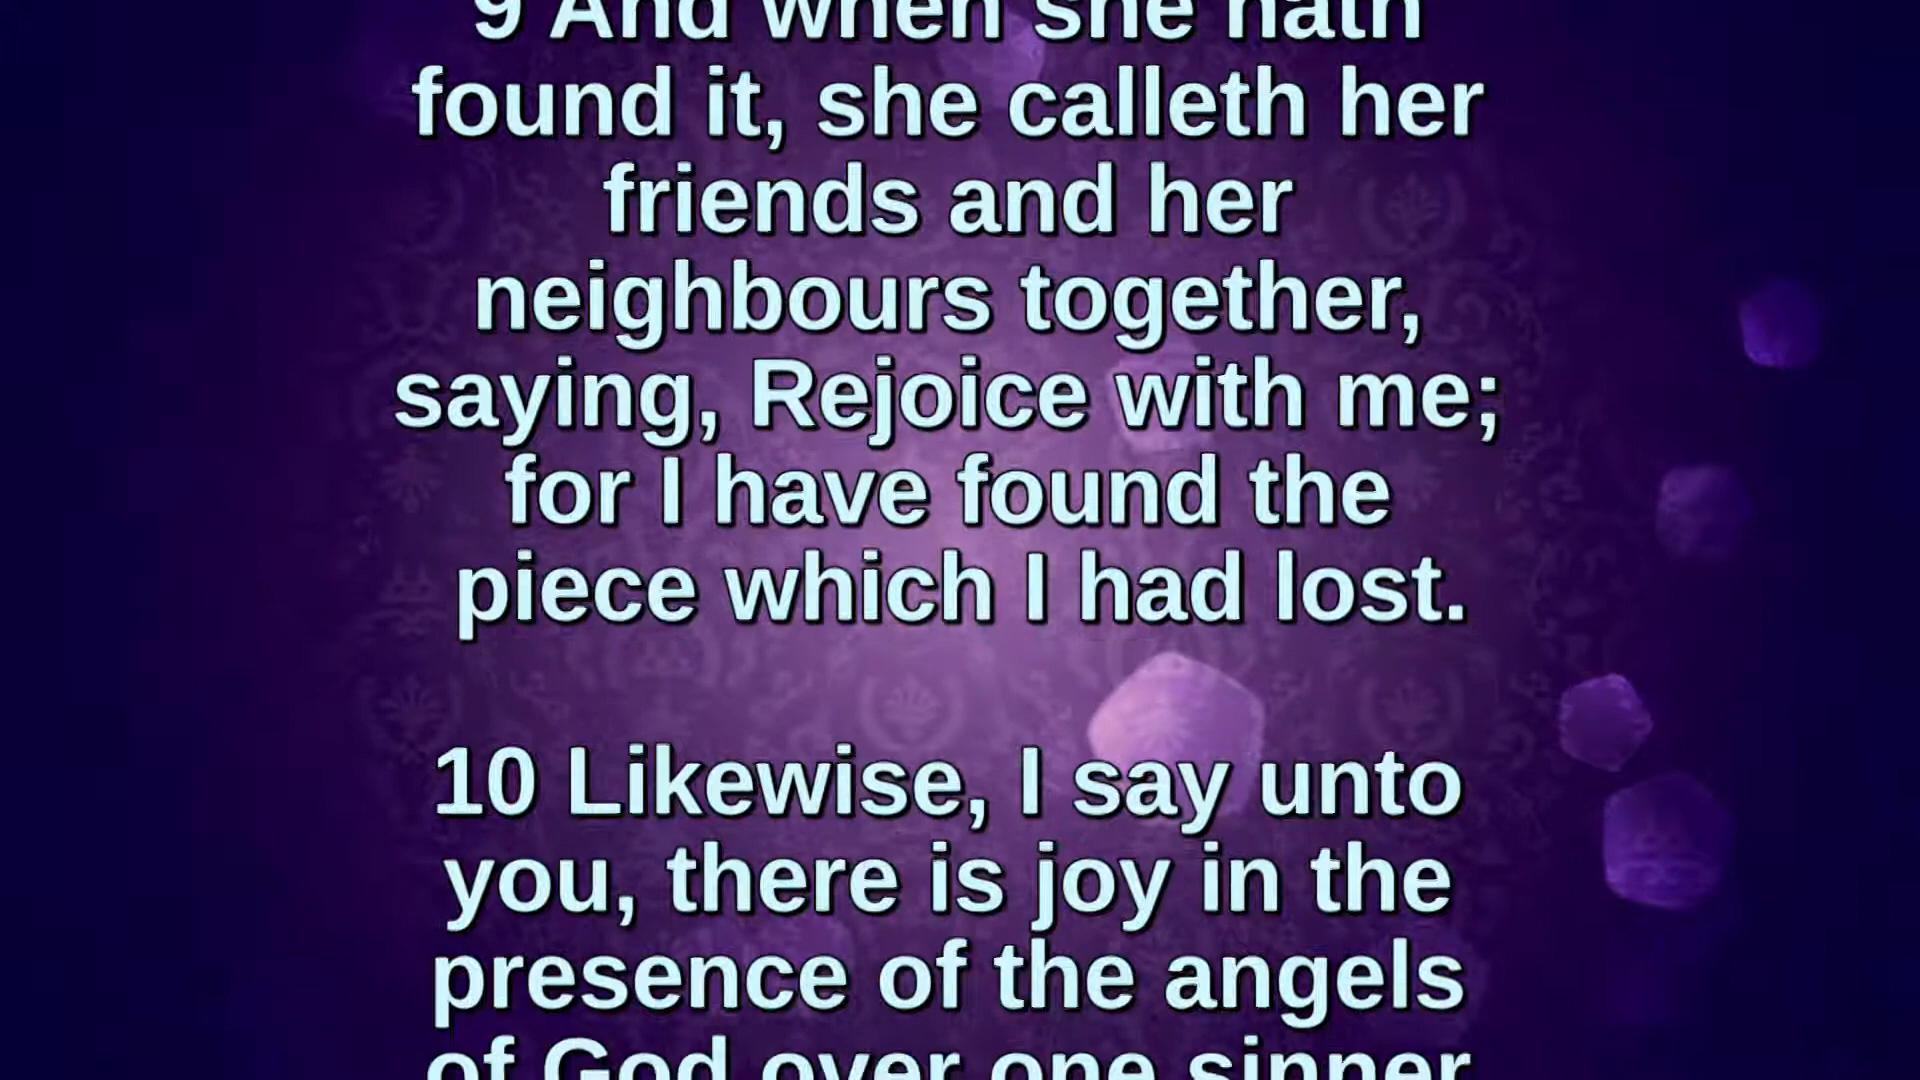 9 And when she hath
found it, she calleth her
friends and her
neighbours together,
saying, Rejoice with me;
for I have found the
piece which I had lost.
10 Likewise, I say unto
you, there is joy in the
presence of the angels
of God over one sinner